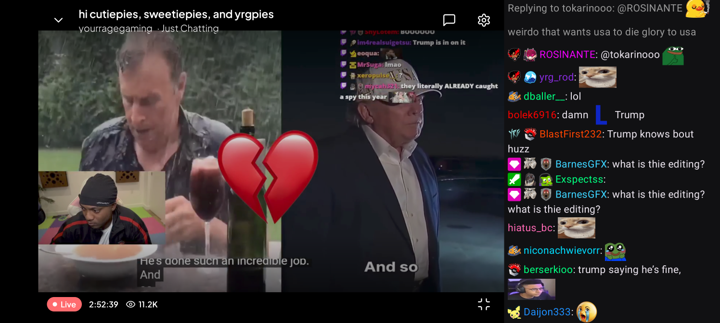 hi cutiepies, sweetiepies, and yrgpies
yourragegaming · Just Chatting
im4realvulgetsu: Trump is in on it
eoqua:
MrSuga: lmao
they literally ALREADY caught
a spy this year
He's done such an incredible job.
And
And so
Live 2:52:39 11.2K
Replying to tokarinooo: @ROSINANTE
weirdo that wants usa to die glory to usa
ROSINANTE: @tokarinooo
yrg_rod:
dballer__: lol
bolek6916: damn L Trump
BlastFirst232: Trump knows bout
huzz
BarnesGFX: what is thie editing?
Exspectss:
BarnesGFX: what is thie editing?
what is thie editing?
hiatus_bc:
niconachwievorr:
berserkioo: trump saying he's fine,
Daijon333: